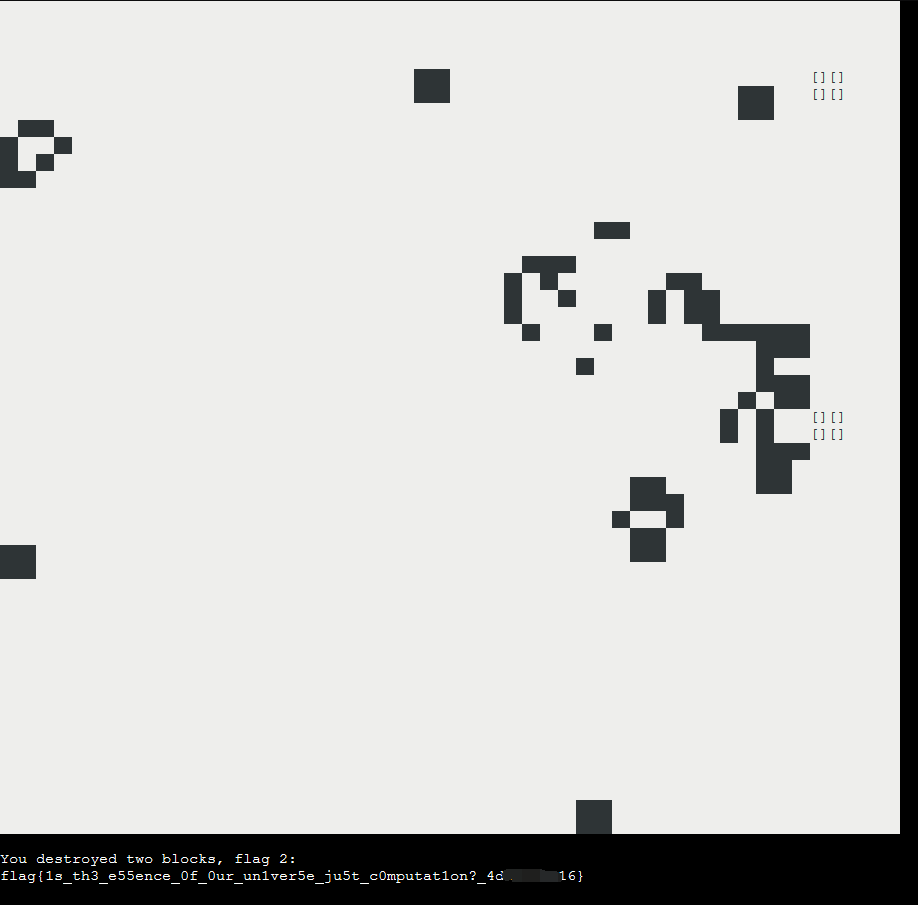 [][]
[][]
[][]
[][]
You destroyed two blocks, flag 2:
flag{1s_th3_e55ence_0f_0ur_un1ver5e_ju5t_c0mputat1on?_4d 16}